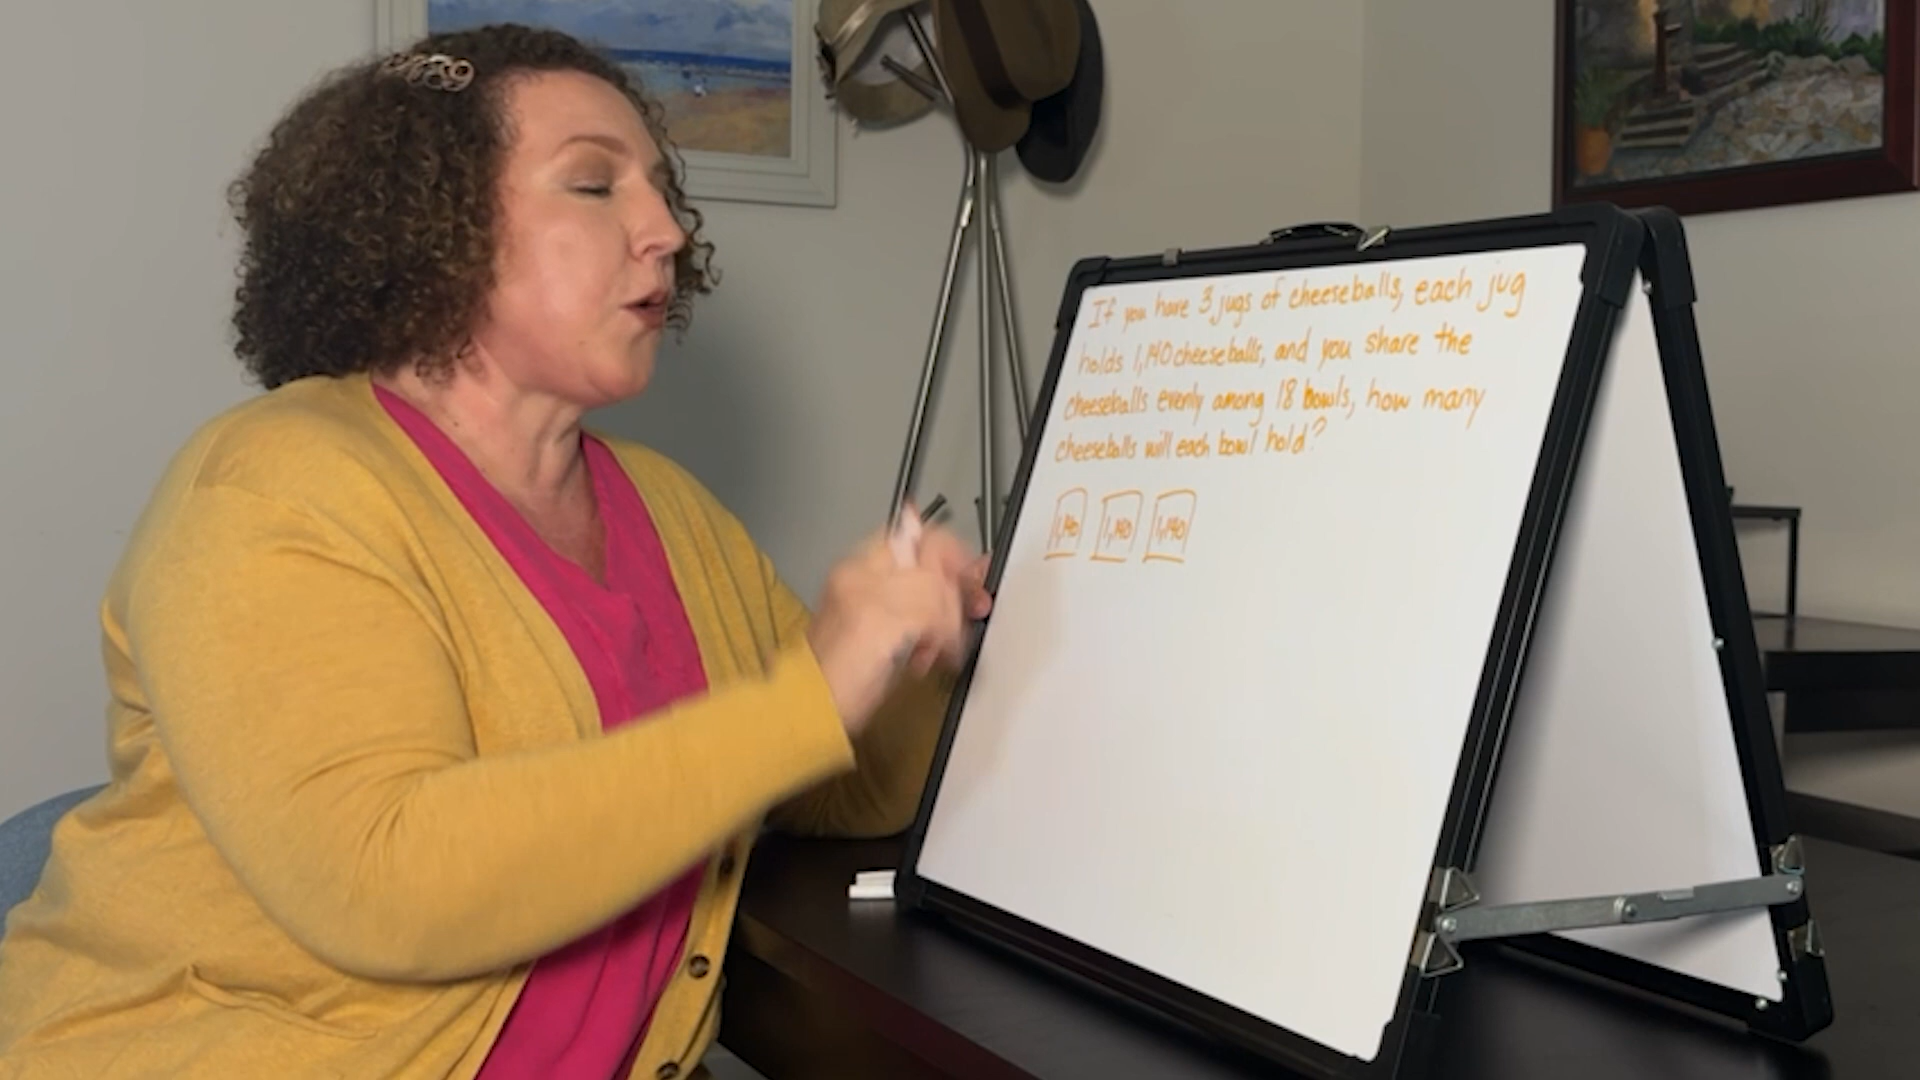 If you have 3 jugs of cheeseballs, each jug
holds 1,140 cheeseballs, and you share the
cheeseballs evenly among 18 bowls, how many
cheeseballs will each bowl hold?
1,140 1,140 1,140